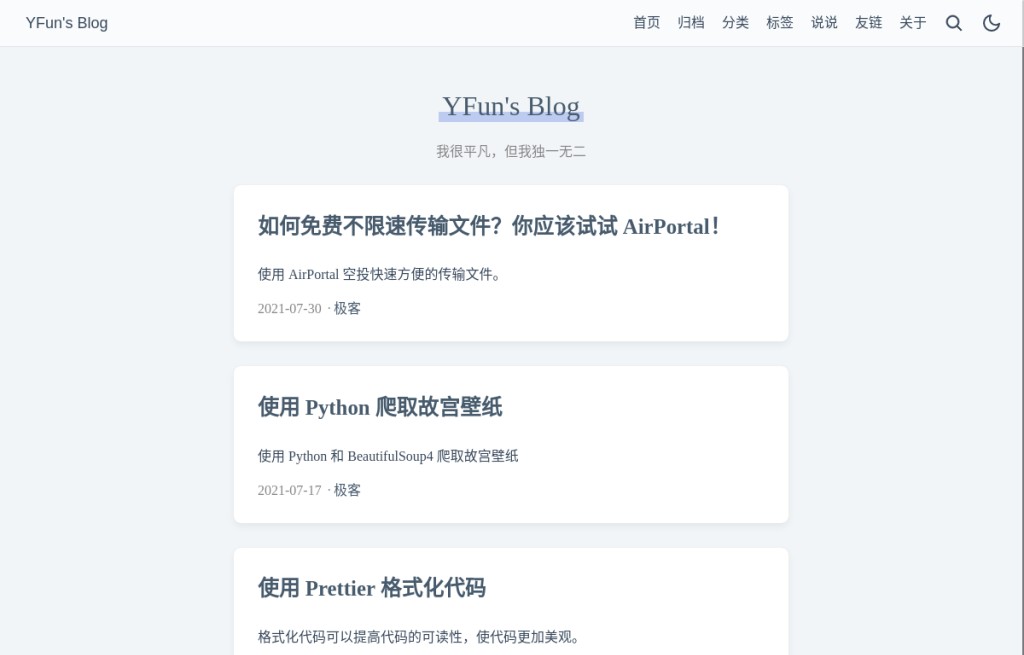 YFun's Blog
首页 归档 分类 标签 说说 友链 关于
YFun's Blog
我很平凡，但我独一无二
如何免费不限速传输文件？你应该试试 AirPortal！
使用 AirPortal 空投快速方便的传输文件。
2021-07-30 · 极客
使用 Python 爬取故宫壁纸
使用 Python 和 BeautifulSoup4 爬取故宫壁纸
2021-07-17 · 极客
使用 Prettier 格式化代码
格式化代码可以提高代码的可读性，使代码更加美观。